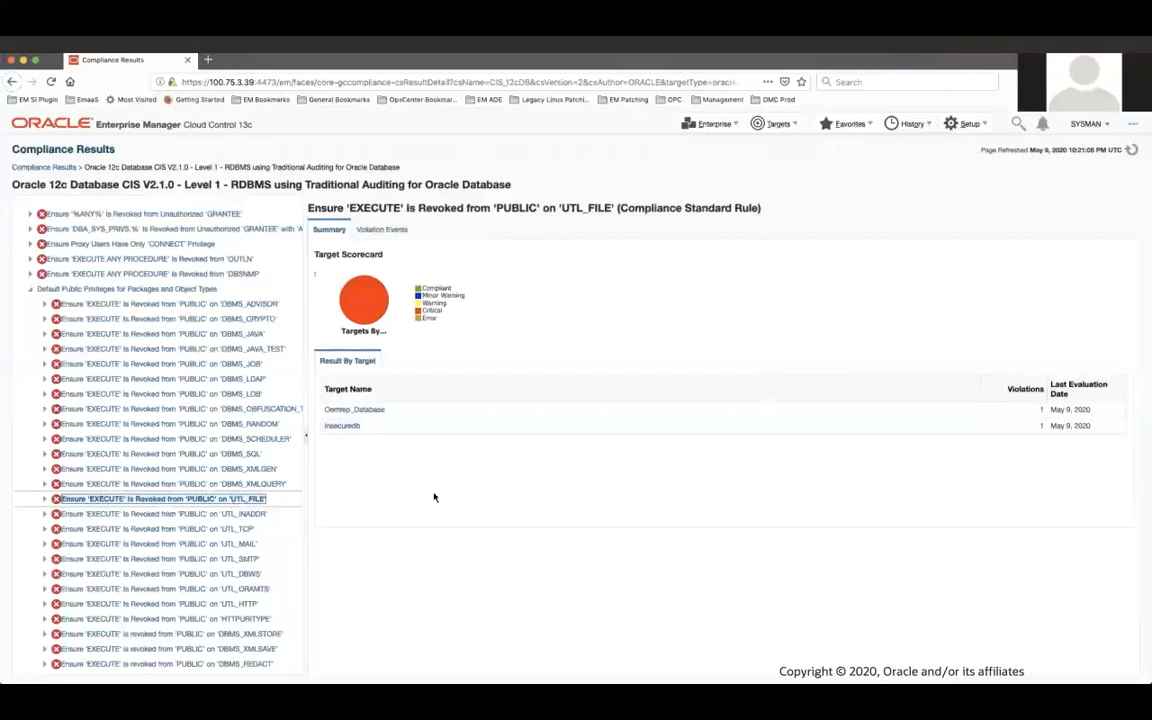 Compliance Results
https://100.75.3.39:4473/em/faces/core-gccompliance-csResultDetail?csName=CIS_12cDB&csVersion=2&csAuthor=ORACLE&targetType=oracle
Search
EM SI Plugin EmaaS Most Visited Getting Started EM Bookmarks General Bookmarks OpsCenter Bookmar... EM ADE Legacy Linux Patchi... EM Patching OPC Management OMC Prod
ORACLE Enterprise Manager Cloud Control 13c
Enterprise Targets Favorites History Setup SYSMAN
Compliance Results
Page Refreshed May 9, 2020 10:21:08 PM UTC
Compliance Results > Oracle 12c Database CIS V2.1.0 - Level 1 - RDBMS using Traditional Auditing for Oracle Database
Oracle 12c Database CIS V2.1.0 - Level 1 - RDBMS using Traditional Auditing for Oracle Database
Ensure '%ANY%' Is Revoked from Unauthorized 'GRANTEE'
Ensure 'DBA_SYS_PRIVS.%' Is Revoked from Unauthorized 'GRANTEE' with 'A
Ensure Proxy Users Have Only 'CONNECT' Privilege
Ensure 'EXECUTE ANY PROCEDURE' Is Revoked from 'OUTLN'
Ensure 'EXECUTE ANY PROCEDURE' Is Revoked from 'DBSNMP'
Default Public Privileges for Packages and Object Types
Ensure 'EXECUTE' Is Revoked from 'PUBLIC' on 'DBMS_ADVISOR'
Ensure 'EXECUTE' Is Revoked from 'PUBLIC' on 'DBMS_CRYPTO'
Ensure 'EXECUTE' Is Revoked from 'PUBLIC' on 'DBMS_JAVA'
Ensure 'EXECUTE' Is Revoked from 'PUBLIC' on 'DBMS_JAVA_TEST'
Ensure 'EXECUTE' Is Revoked from 'PUBLIC' on 'DBMS_JOB'
Ensure 'EXECUTE' Is Revoked from 'PUBLIC' on 'DBMS_LDAP'
Ensure 'EXECUTE' Is Revoked from 'PUBLIC' on 'DBMS_LOB'
Ensure 'EXECUTE' Is Revoked from 'PUBLIC' on 'DBMS_OBFUSCATION_T
Ensure 'EXECUTE' Is Revoked from 'PUBLIC' on 'DBMS_RANDOM'
Ensure 'EXECUTE' Is Revoked from 'PUBLIC' on 'DBMS_SCHEDULER'
Ensure 'EXECUTE' Is Revoked from 'PUBLIC' on 'DBMS_SQL'
Ensure 'EXECUTE' Is Revoked from 'PUBLIC' on 'DBMS_XMLGEN'
Ensure 'EXECUTE' Is Revoked from 'PUBLIC' on 'DBMS_XMLQUERY'
Ensure 'EXECUTE' Is Revoked from 'PUBLIC' on 'UTL_FILE'
Ensure 'EXECUTE' Is Revoked from 'PUBLIC' on 'UTL_INADDR'
Ensure 'EXECUTE' Is Revoked from 'PUBLIC' on 'UTL_TCP'
Ensure 'EXECUTE' Is Revoked from 'PUBLIC' on 'UTL_MAIL'
Ensure 'EXECUTE' Is Revoked from 'PUBLIC' on 'UTL_SMTP'
Ensure 'EXECUTE' Is Revoked from 'PUBLIC' on 'UTL_DBWS'
Ensure 'EXECUTE' Is Revoked from 'PUBLIC' on 'UTL_ORAMTS'
Ensure 'EXECUTE' Is Revoked from 'PUBLIC' on 'UTL_HTTP'
Ensure 'EXECUTE' Is Revoked from 'PUBLIC' on 'HTTPURITYPE'
Ensure 'EXECUTE' is revoked from 'PUBLIC' on 'DBMS_XMLSTORE'
Ensure 'EXECUTE' is revoked from 'PUBLIC' on 'DBMS_XMLSAVE'
Ensure 'EXECUTE' is revoked from 'PUBLIC' on 'DBMS_REDACT'
Ensure 'EXECUTE' Is Revoked from 'PUBLIC' on 'UTL_FILE' (Compliance Standard Rule)
Summary Violation Events
Target Scorecard
Compliant
Minor Warning
Warning
Critical
Error
Targets By...
Result By Target
Target Name Violations Last Evaluation Date
Oemrep_Database 1 May 9, 2020
insecuredb 1 May 9, 2020
Copyright © 2020, Oracle and/or its affiliates